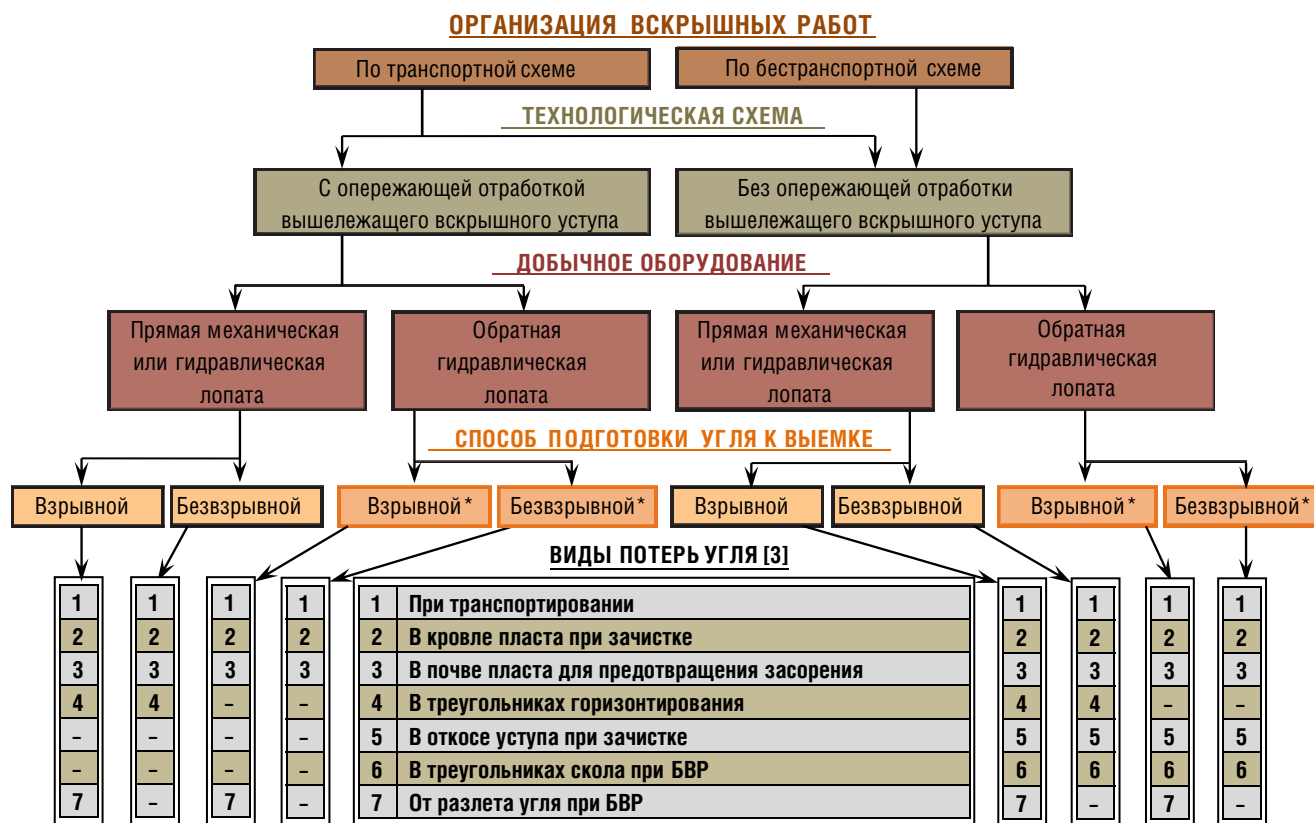 ОРГАНИЗАЦИЯ ВСКРЫШНЫХ РАБОТ
По транспортной схеме
По бестранспортной схеме
ТЕХНОЛОГИЧЕСКАЯ СХЕМА
С опережающей отработкой
вышележащего вскрышного уступа
Без опережающей отработки
вышележащего вскрышного уступа
ДОБЫЧНОЕ ОБОРУДОВАНИЕ
Прямая механическая
или гидравлическая
лопата
Обратная
гидравлическая
лопата
Прямая механическая
или гидравлическая
лопата
Обратная
гидравлическая
лопата
СПОСОБ ПОДГОТОВКИ УГЛЯ К ВЫЕМКЕ
Взрывной
Безвзрывной
Взрывной*
Безвзрывной*
Взрывной
Безвзрывной
Взрывной*
Безвзрывной*
ВИДЫ ПОТЕРЬ УГЛЯ [3]
1 1 1 1 1 При транспортировании 1 1 1 1
2 2 2 2 2 В кровле пласта при зачистке 2 2 2 2
3 3 3 3 3 В почве пласта для предотвращения засорения 3 3 3 3
4 4 – – 4 В треугольниках горизонтирования 4 4 – –
– – – – 5 В откосе уступа при зачистке 5 5 5 5
– – – – 6 В треугольниках скола при БВР 6 6 6 6
7 – 7 – 7 От разлета угля при БВР 7 – 7 –